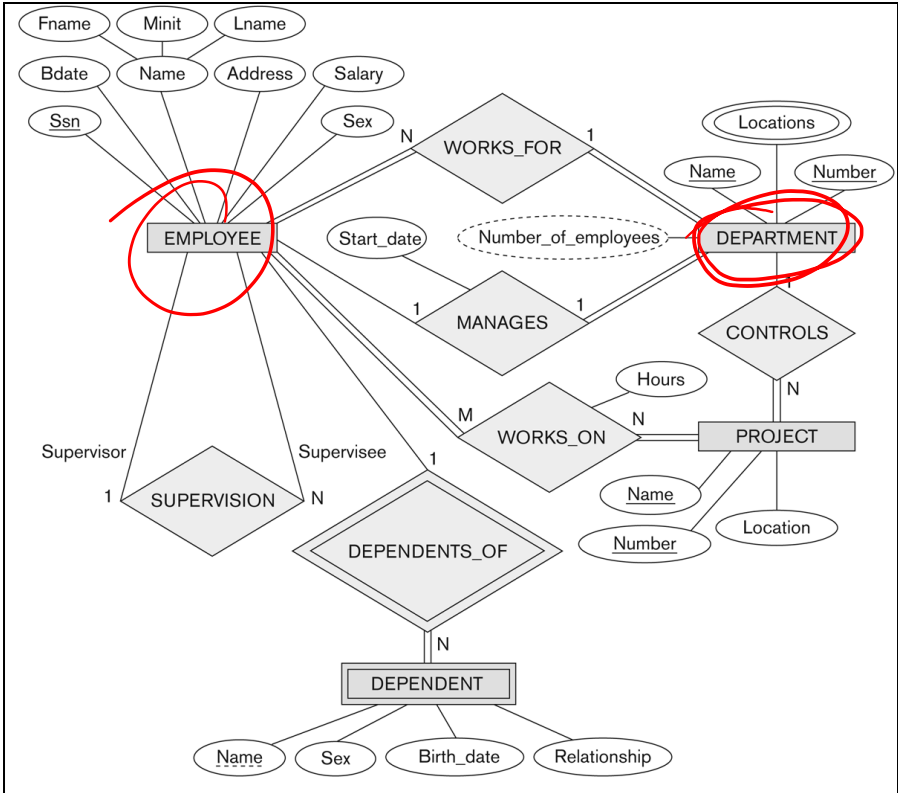 Fname
Minit
Lname
Bdate
Name
Address
Salary
Ssn
Sex
N
WORKS_FOR
1
Locations
Name
Number
EMPLOYEE
Start_date
Number_of_employees
DEPARTMENT
1
MANAGES
1
1
CONTROLS
N
Hours
M
WORKS_ON
N
PROJECT
Supervisor
Supervisee
1
SUPERVISION
N
1
Name
Number
Location
DEPENDENTS_OF
N
DEPENDENT
Name
Sex
Birth_date
Relationship